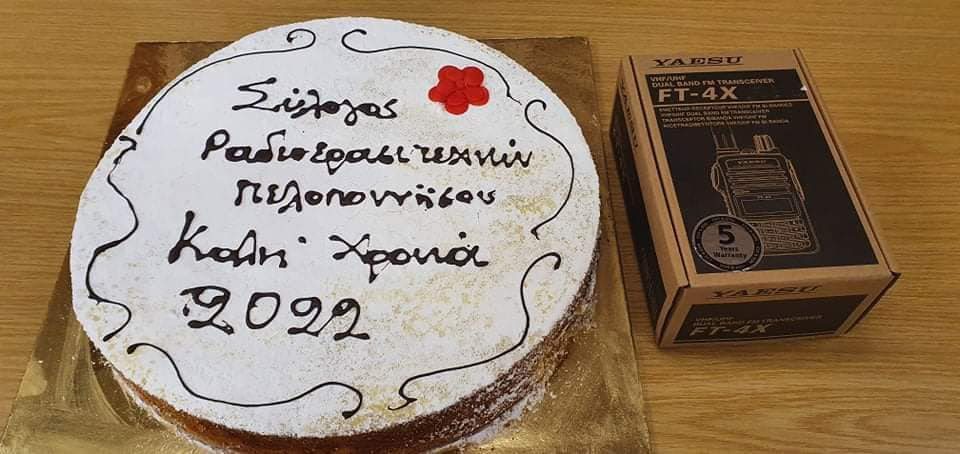 Σύλλογος
Ραδιοερασιτεχνών
Πελοποννήσου
Καλή Χρονιά
2022
YAESU
VHF/UHF
DUAL BAND FM TRANSCEIVER
FT-4X
YAESU
5
Years
Warranty
YAESU
VHF/UHF
DUAL BAND FM TRANSCEIVER
FT-4X